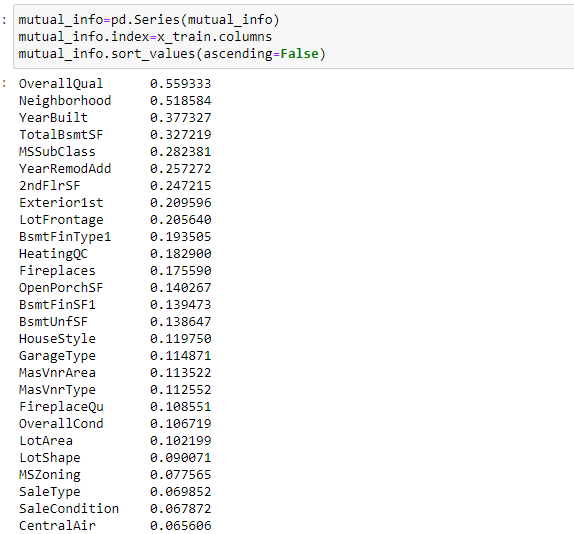 : mutual_info=pd.Series(mutual_info)
mutual_info.index=x_train.columns
mutual_info.sort_values(ascending=False)
: OverallQual 0.559333
Neighborhood 0.518584
YearBuilt 0.377327
TotalBsmtSF 0.327219
MSSubClass 0.282381
YearRemodAdd 0.257272
2ndFlrSF 0.247215
Exterior1st 0.209596
LotFrontage 0.205640
BsmtFinType1 0.193505
HeatingQC 0.182900
Fireplaces 0.175590
OpenPorchSF 0.140267
BsmtFinSF1 0.139473
BsmtUnfSF 0.138647
HouseStyle 0.119750
GarageType 0.114871
MasVnrArea 0.113522
MasVnrType 0.112552
FireplaceQu 0.108551
OverallCond 0.106719
LotArea 0.102199
LotShape 0.090071
MSZoning 0.077565
SaleType 0.069852
SaleCondition 0.067872
CentralAir 0.065606